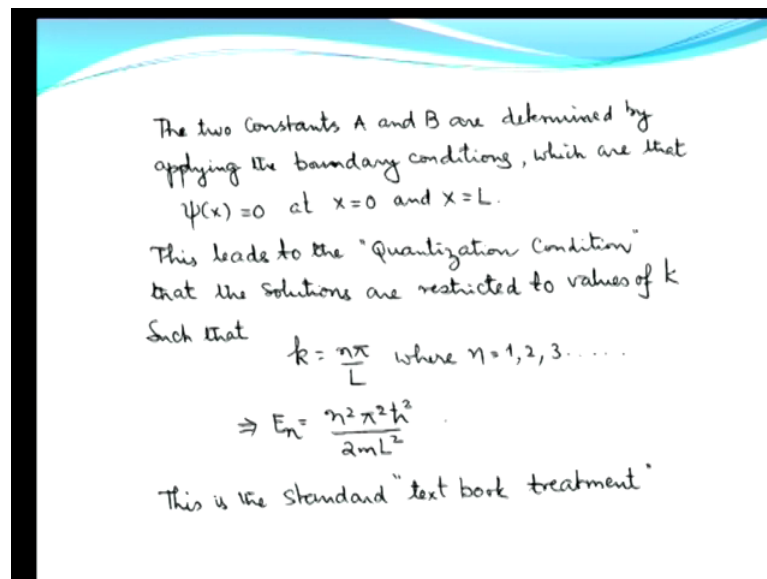 The two Constants A and B are determined by
applying the boundary conditions, which are that
ψ(x) = 0 at x = 0 and x = L.
This leads to the "Quantization Condition"
that the Solutions are restricted to values of k
Such that k = nπ/L where n = 1, 2, 3 . . . . .
⇒ Eₙ = n²π²ħ²/2mL²
This is the Standard "text book treatment"